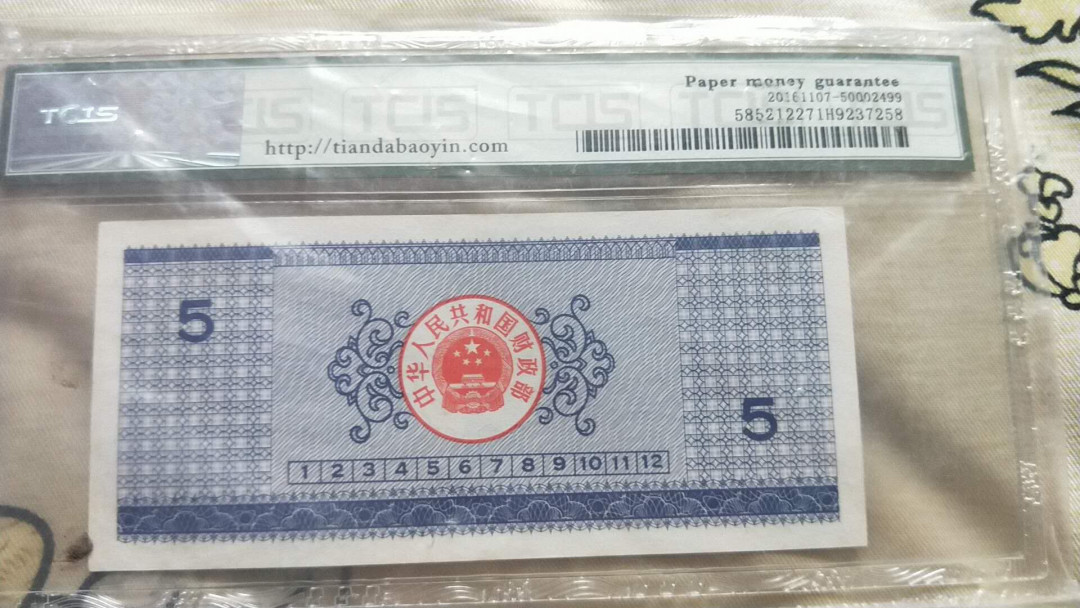 TCIS
Paper money guarantee
20161107-50002499
585212271H9237258
http://tiandabaoyin.com
5
中华人民共和国财政部
5
1 2 3 4 5 6 7 8 9 10 11 12